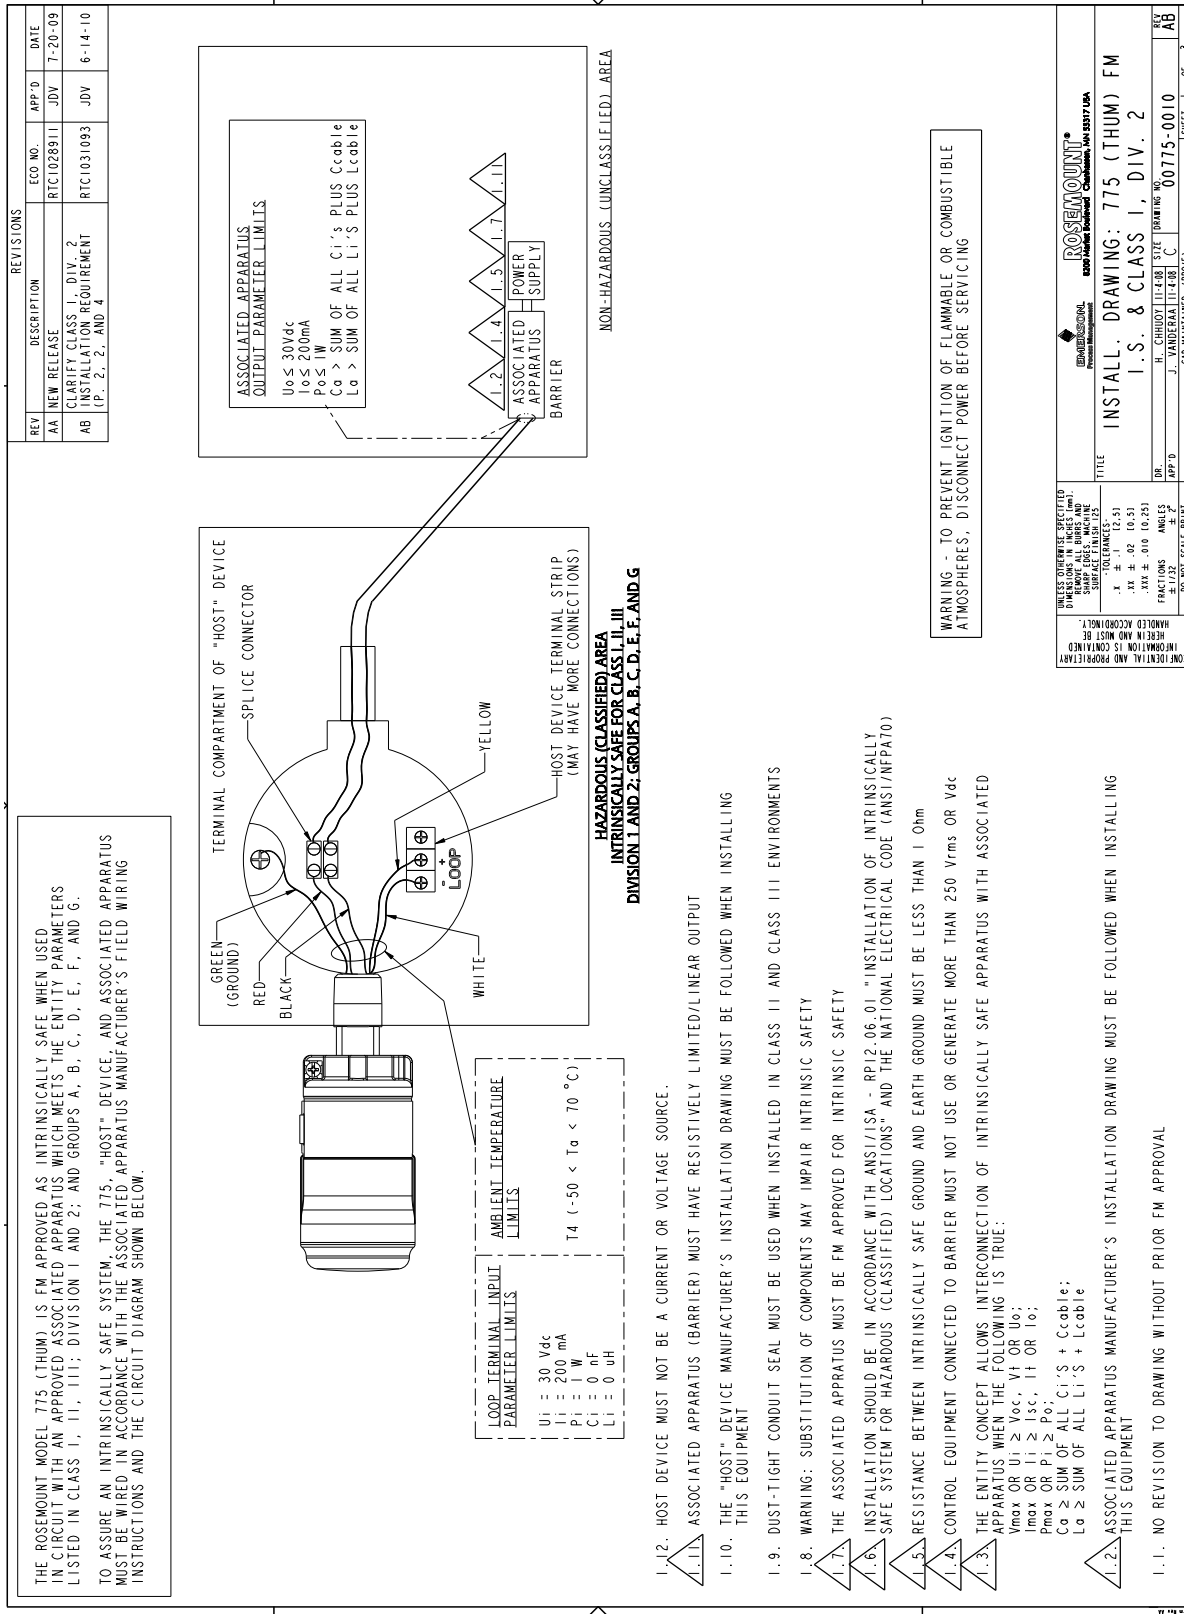 THE ROSEMOUNT MODEL 775 (THUM) IS FM APPROVED AS INTRINSICALLY SAFE WHEN USED
IN CIRCUIT WITH AN APPROVED ASSOCIATED APPARATUS WHICH MEETS THE ENTITY PARAMETERS
LISTED IN CLASS I, II, III; DIVISION I AND 2; AND GROUPS A, B, C, D, E, F, AND G.
TO ASSURE AN INTRINSICALLY SAFE SYSTEM, THE 775, "HOST" DEVICE, AND ASSOCIATED APPARATUS
MUST BE WIRED IN ACCORDANCE WITH THE ASSOCIATED APPARATUS MANUFACTURER'S FIELD WIRING
INSTRUCTIONS AND THE CIRCUIT DIAGRAM SHOWN BELOW.
REVISIONS
REV DESCRIPTION ECO NO. APP'D DATE
AA NEW RELEASE RTC1028911 JDV 7-20-09
AB CLARIFY CLASS I, DIV. 2
INSTALLATION REQUIREMENT
(P. 2, AND 4 RTC1031093 JDV 6-14-10
TERMINAL COMPARTMENT OF "HOST" DEVICE
SPLICE CONNECTOR
GREEN
(GROUND)
RED
BLACK
WHITE
YELLOW
- +
LOOP
HOST DEVICE TERMINAL STRIP
(MAY HAVE MORE CONNECTIONS)
HAZARDOUS (CLASSIFIED) AREA
INTRINSICALLY SAFE FOR CLASS I, II, III
DIVISION 1 AND 2; GROUPS A, B, C, D, E, F, AND G
ASSOCIATED APPARATUS
OUTPUT PARAMETER LIMITS
Uo≤ 30Vdc
Io≤ 200mA
Po≤ 1W
Ca > SUM OF ALL Ci's PLUS Ccable
La > SUM OF ALL Li'S PLUS Lcable
1.2 1.4 1.5 1.7 1.11
ASSOCIATED
APPARATUS
POWER
SUPPLY
BARRIER
NON-HAZARDOUS (UNCLASSIFIED) AREA
LOOP TERMINAL INPUT
PARAMETER LIMITS
Ui = 30 Vdc
Ii = 200 mA
Pi = 1 W
Ci = 0 nF
Li = 0 uH
AMBIENT TEMPERATURE
LIMITS
T4 (-50 < Ta < 70 °C)
1.12. HOST DEVICE MUST NOT BE A CURRENT OR VOLTAGE SOURCE.
1.11. ASSOCIATED APPARATUS (BARRIER) MUST HAVE RESISTIVELY LIMITED/LINEAR OUTPUT
1.10. THE "HOST" DEVICE MANUFACTURER'S INSTALLATION DRAWING MUST BE FOLLOWED WHEN INSTALLING
THIS EQUIPMENT
1.9. DUST-TIGHT CONDUIT SEAL MUST BE USED WHEN INSTALLED IN CLASS II AND CLASS III ENVIRONMENTS
1.8. WARNING: SUBSTITUTION OF COMPONENTS MAY IMPAIR INTRINSIC SAFETY
1.7. THE ASSOCIATED APPRATUS MUST BE FM APPROVED FOR INTRINSIC SAFETY
1.6. INSTALLATION SHOULD BE IN ACCORDANCE WITH ANSI/ISA - RP12.06.01 "INSTALLATION OF INTRINSICALLY
SAFE SYSTEM FOR HAZARDOUS (CLASSIFIED) LOCATIONS" AND THE NATIONAL ELECTRICAL CODE (ANSI/NFPA70)
1.5. RESISTANCE BETWEEN INTRINSICALLY SAFE GROUND AND EARTH GROUND MUST BE LESS THAN 1 Ohm
1.4. CONTROL EQUIPMENT CONNECTED TO BARRIER MUST NOT USE OR GENERATE MORE THAN 250 Vrms OR Vdc
1.3. THE ENTITY CONCEPT ALLOWS INTERCONNECTION OF INTRINSICALLY SAFE APPARATUS WITH ASSOCIATED
APPARATUS WHEN THE FOLLOWING IS TRUE:
Vmax OR Ui ≥ Voc, Vt OR Uo;
Imax OR Ii ≥ Isc, It OR Io;
Pmax OR Pi ≥ Po;
Ca ≥ SUM OF ALL Ci'S + Ccable;
La ≥ SUM OF ALL Li'S + Lcable
1.2. ASSOCIATED APPARATUS MANUFACTURER'S INSTALLATION DRAWING MUST BE FOLLOWED WHEN INSTALLING
THIS EQUIPMENT
1.1. NO REVISION TO DRAWING WITHOUT PRIOR FM APPROVAL
WARNING - TO PREVENT IGNITION OF FLAMMABLE OR COMBUSTIBLE
ATMOSPHERES, DISCONNECT POWER BEFORE SERVICING
CONFIDENTIAL AND PROPRIETARY
INFORMATION IS CONTAINED
HEREIN AND MUST BE
HANDLED ACCORDINGLY.
UNLESS OTHERWISE SPECIFIED
DIMENSIONS IN INCHES [mm].
REMOVE ALL BURRS AND
SHARP EDGES. MACHINE
SURFACE FINISH 125
-TOLERANCES-
.X ± .1 [2,5]
.XX ± .02 [0,5]
.XXX ± .010 [0,25]
FRACTIONS ANGLES
± 1/32 ± 2°
DO NOT SCALE PRINT
EMERSON
Process Management
ROSEMOUNT®
8200 Market Boulevard Chanhassen, MN 55317 USA
TITLE
INSTALL. DRAWING: 775 (THUM) FM
I.S. & CLASS I, DIV. 2
DR. H. CHHUOY 11-4-08
APP'D J. VANDERAA 11-4-08
SIZE C
DRAWING NO. 00775-0010
REV AB